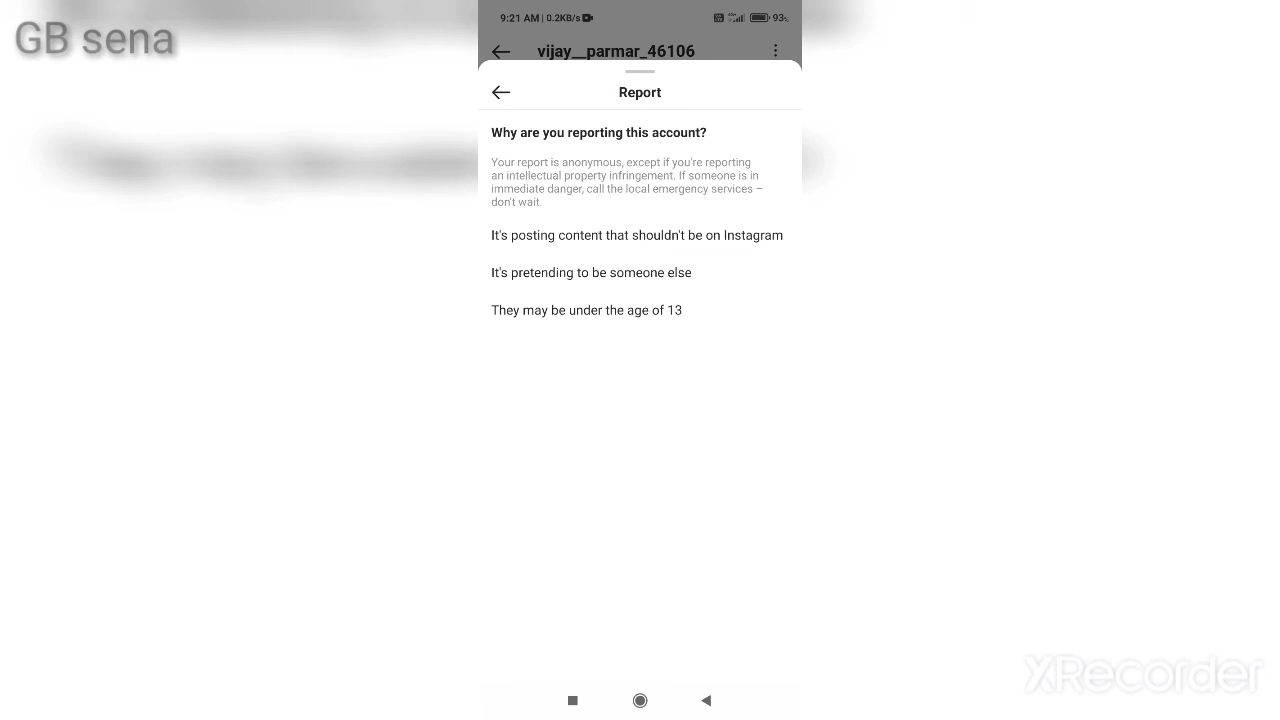 GB sena
9:21 AM | 0.2KB/s
93%
vijay__parmar_46106
Report
Why are you reporting this account?
Your report is anonymous, except if you're reporting
an intellectual property infringement. If someone is in
immediate danger, call the local emergency services –
don't wait.
It's posting content that shouldn't be on Instagram
It's pretending to be someone else
They may be under the age of 13
XRecorder